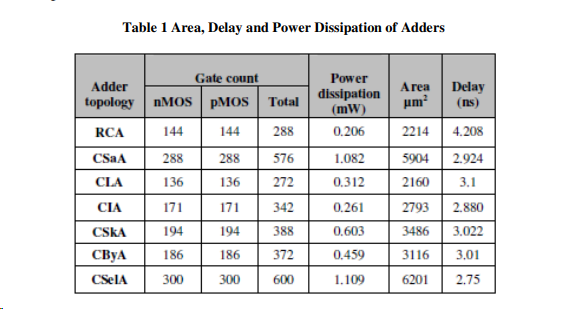 Table 1 Area, Delay and Power Dissipation of Adders
Adder topology | Gate count | Power dissipation (mW) | Area µm² | Delay (ns)
nMOS | pMOS | Total
RCA | 144 | 144 | 288 | 0.206 | 2214 | 4.208
CSaA | 288 | 288 | 576 | 1.082 | 5904 | 2.924
CLA | 136 | 136 | 272 | 0.312 | 2160 | 3.1
CIA | 171 | 171 | 342 | 0.261 | 2793 | 2.880
CSkA | 194 | 194 | 388 | 0.603 | 3486 | 3.022
CByA | 186 | 186 | 372 | 0.459 | 3116 | 3.01
CSelA | 300 | 300 | 600 | 1.109 | 6201 | 2.75